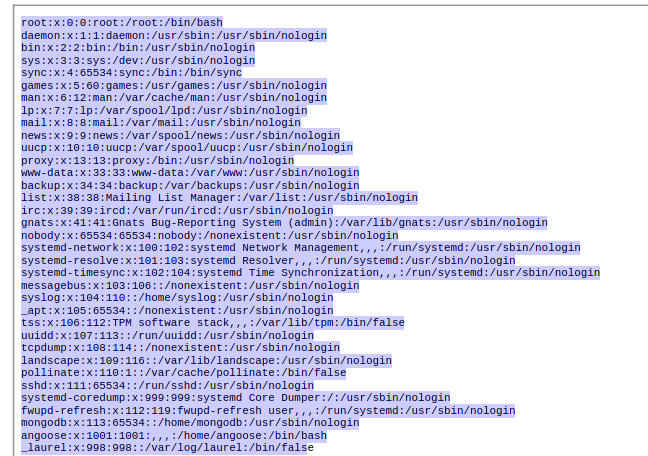 root:x:0:0:root:/root:/bin/bash
daemon:x:1:1:daemon:/usr/sbin:/usr/sbin/nologin
bin:x:2:2:bin:/bin:/usr/sbin/nologin
sys:x:3:3:sys:/dev:/usr/sbin/nologin
sync:x:4:65534:sync:/bin:/bin/sync
games:x:5:60:games:/usr/games:/usr/sbin/nologin
man:x:6:12:man:/var/cache/man:/usr/sbin/nologin
lp:x:7:7:lp:/var/spool/lpd:/usr/sbin/nologin
mail:x:8:8:mail:/var/mail:/usr/sbin/nologin
news:x:9:9:news:/var/spool/news:/usr/sbin/nologin
uucp:x:10:10:uucp:/var/spool/uucp:/usr/sbin/nologin
proxy:x:13:13:proxy:/bin:/usr/sbin/nologin
www-data:x:33:33:www-data:/var/www:/usr/sbin/nologin
backup:x:34:34:backup:/var/backups:/usr/sbin/nologin
list:x:38:38:Mailing List Manager:/var/list:/usr/sbin/nologin
irc:x:39:39:ircd:/var/run/ircd:/usr/sbin/nologin
gnats:x:41:41:Gnats Bug-Reporting System (admin):/var/lib/gnats:/usr/sbin/nologin
nobody:x:65534:65534:nobody:/nonexistent:/usr/sbin/nologin
systemd-network:x:100:102:systemd Network Management,,,:/run/systemd:/usr/sbin/nologin
systemd-resolve:x:101:103:systemd Resolver,,,:/run/systemd:/usr/sbin/nologin
systemd-timesync:x:102:104:systemd Time Synchronization,,,:/run/systemd:/usr/sbin/nologin
messagebus:x:103:106::/nonexistent:/usr/sbin/nologin
syslog:x:104:110::/home/syslog:/usr/sbin/nologin
_apt:x:105:65534::/nonexistent:/usr/sbin/nologin
tss:x:106:112:TPM software stack,,,:/var/lib/tpm:/bin/false
uuidd:x:107:113::/run/uuidd:/usr/sbin/nologin
tcpdump:x:108:114::/nonexistent:/usr/sbin/nologin
landscape:x:109:116::/var/lib/landscape:/usr/sbin/nologin
pollinate:x:110:1::/var/cache/pollinate:/bin/false
sshd:x:111:65534::/run/sshd:/usr/sbin/nologin
systemd-coredump:x:999:999:systemd Core Dumper:/:/usr/sbin/nologin
fwupd-refresh:x:112:119:fwupd-refresh user,,,:/run/systemd:/usr/sbin/nologin
mongodb:x:113:65534::/home/mongodb:/usr/sbin/nologin
angoose:x:1001:1001:,,,:/home/angoose:/bin/bash
_laurel:x:998:998::/var/log/laurel:/bin/false